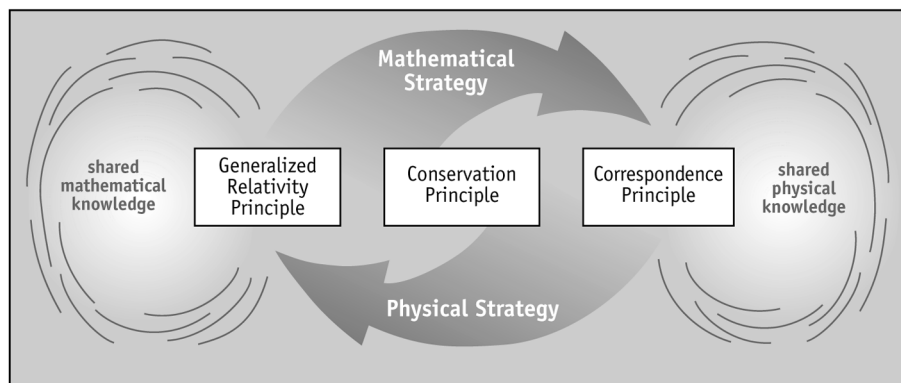 Mathematical
Strategy
shared
mathematical
knowledge
Generalized
Relativity
Principle
Conservation
Principle
Correspondence
Principle
shared
physical
knowledge
Physical Strategy